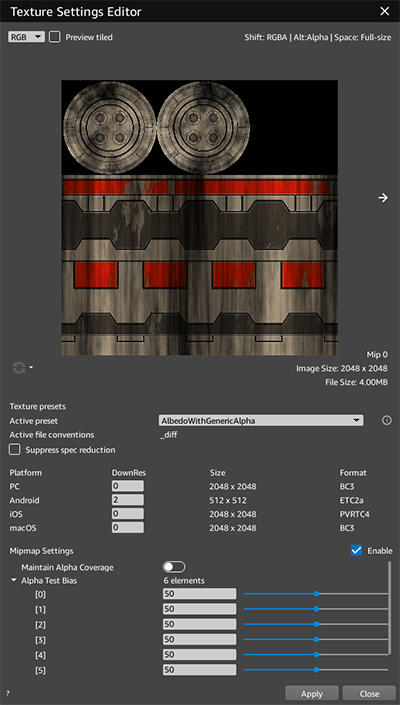 Texture Settings Editor
RGB Preview tiled Shift: RGBA | Alt:Alpha | Space: Full-size
Mip 0
Image Size: 2048 x 2048
File Size: 4.00MB
Texture presets
Active preset AlbedoWithGenericAlpha
Active file conventions _diff
Suppress spec reduction
Platform DownRes Size Format
PC 0 2048 x 2048 BC3
Android 2 512 x 512 ETC2a
iOS 0 2048 x 2048 PVRTC4
macOS 0 2048 x 2048 BC3
Mipmap Settings Enable
Maintain Alpha Coverage
Alpha Test Bias 6 elements
[0] 50
[1] 50
[2] 50
[3] 50
[4] 50
[5] 50
? Apply Close